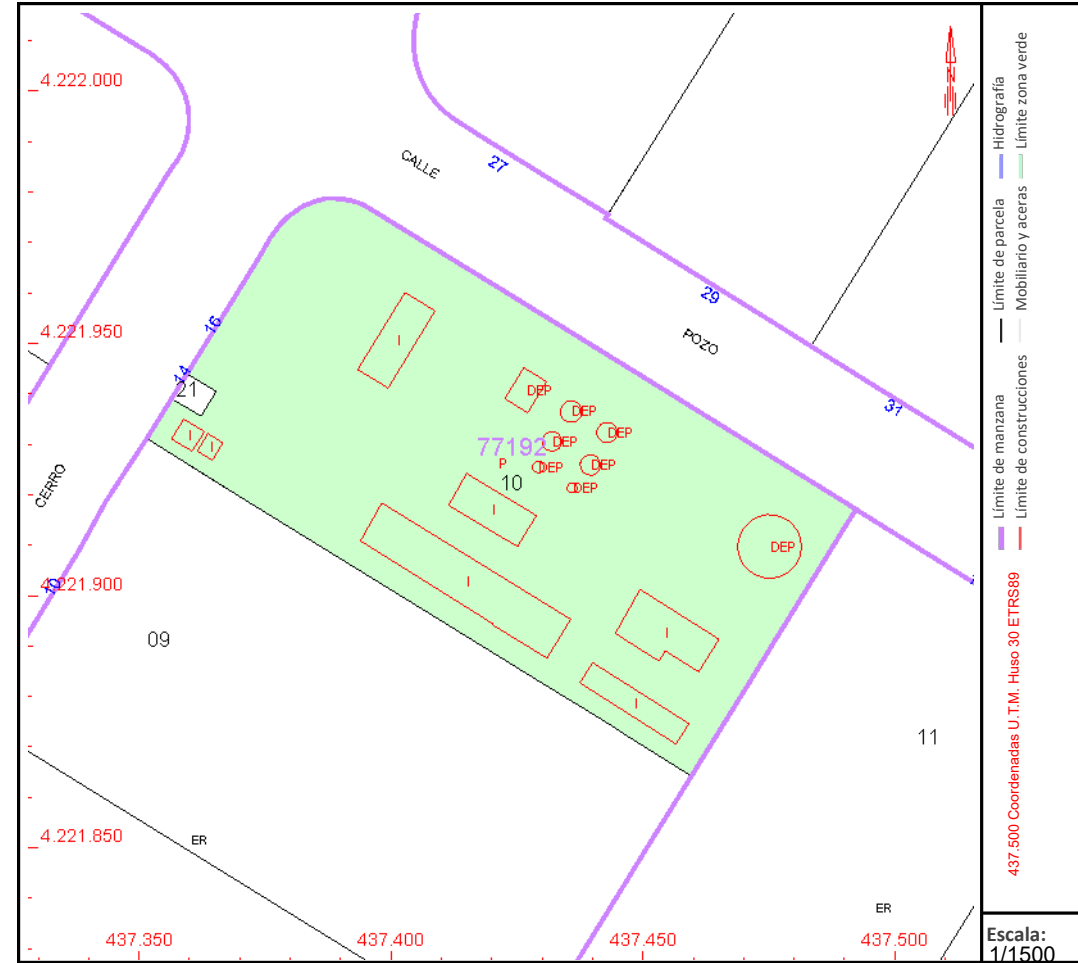 4.222.000
CALLE
27
29
16
4.221.950
POZO
14
21
DEP
DEP
DEP
31
77192
DEP
P
DEP
DEP
10
DEP
I
I
I
I
I
I
I
CERRO
DEP
4.221.900
10
09
11
4.221.850
ER
ER
437.350
437.400
437.450
437.500
N
Hidrografía
Límite zona verde
Límite de parcela
Mobiliario y aceras
Límite de manzana
Límite de construcciones
437.500 Coordenadas U.T.M. Huso 30 ETRS89
Escala:
1/1500